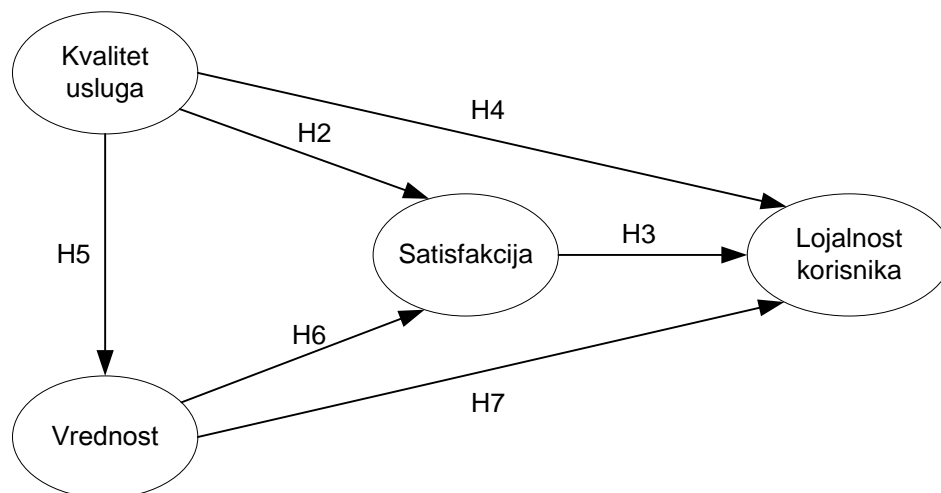 Kvalitet
usluga
H4
H2
H5
Satisfakcija
H3
Lojalnost
korisnika
H6
H7
Vrednost